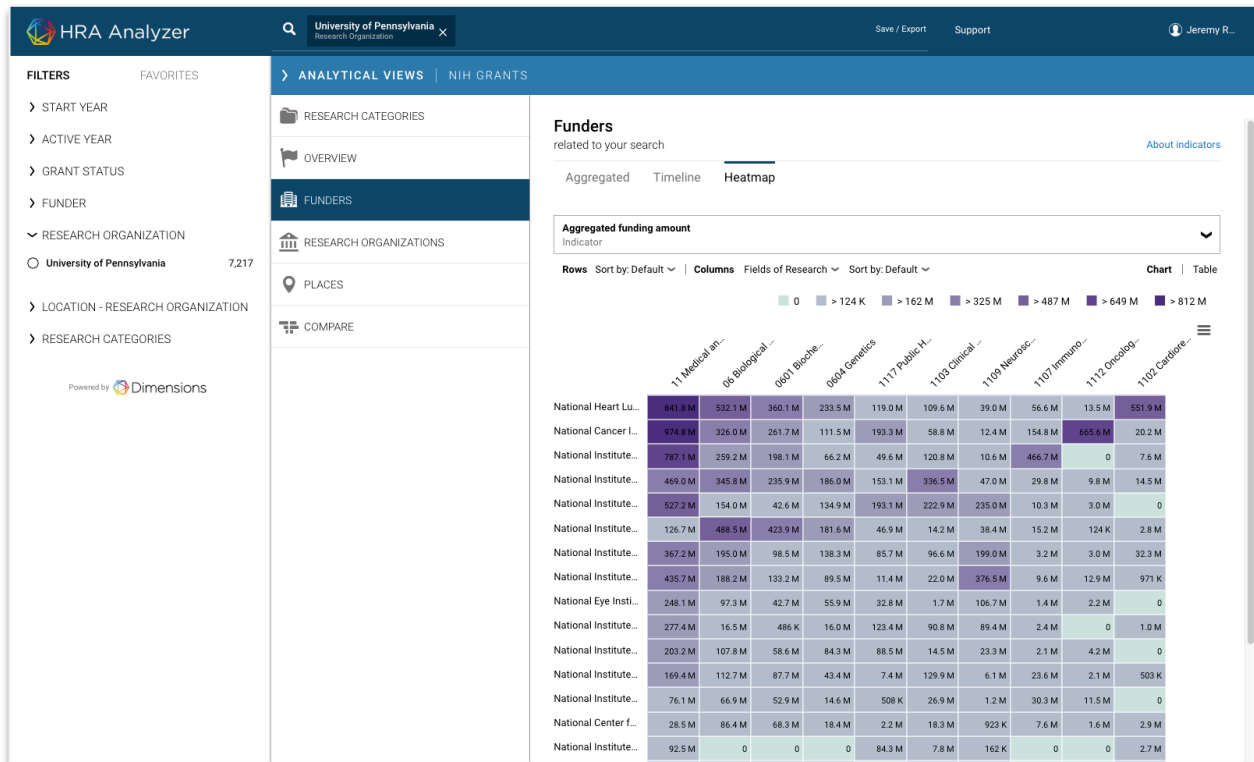 HRA Analyzer
University of Pennsylvania
Research Organization
Save / Export
Support
Jeremy R...
FILTERS
FAVORITES
START YEAR
ACTIVE YEAR
GRANT STATUS
FUNDER
RESEARCH ORGANIZATION
University of Pennsylvania 7,217
LOCATION - RESEARCH ORGANIZATION
RESEARCH CATEGORIES
Powered by Dimensions
ANALYTICAL VIEWS | NIH GRANTS
RESEARCH CATEGORIES
OVERVIEW
FUNDERS
RESEARCH ORGANIZATIONS
PLACES
COMPARE
Funders
related to your search
About indicators
Aggregated Timeline Heatmap
Aggregated funding amount
Indicator
Rows Sort by: Default | Columns Fields of Research Sort by: Default
Chart | Table
0 > 124 K > 162 M > 325 M > 487 M > 649 M > 812 M
11 Medical an... 06 Biological ... 0601 Bioche... 0604 Genetics 1117 Public H... 1103 Clinical ... 1109 Neurosc... 1107 Immuno... 1112 Oncolog... 1102 Cardiore...
National Heart Lu... 841.8 M 532.1 M 360.1 M 233.5 M 119.0 M 109.6 M 39.0 M 56.6 M 13.5 M 551.9 M
National Cancer I... 974.8 M 326.0 M 261.7 M 111.5 M 193.3 M 58.8 M 12.4 M 154.8 M 665.6 M 20.2 M
National Institute... 787.1 M 259.2 M 198.1 M 66.2 M 49.6 M 120.8 M 10.6 M 466.7 M 0 7.6 M
National Institute... 469.0 M 345.8 M 235.9 M 186.0 M 153.1 M 336.5 M 47.0 M 29.8 M 9.8 M 14.5 M
National Institute... 527.2 M 154.0 M 42.6 M 134.9 M 193.1 M 222.9 M 235.0 M 10.3 M 3.0 M 0
National Institute... 126.7 M 488.5 M 423.9 M 181.6 M 46.9 M 14.2 M 38.4 M 15.2 M 124 K 2.8 M
National Institute... 367.2 M 195.0 M 98.5 M 138.3 M 85.7 M 96.6 M 199.0 M 3.2 M 3.0 M 32.3 M
National Institute... 435.7 M 188.2 M 133.2 M 89.5 M 11.4 M 22.0 M 376.5 M 9.6 M 12.9 M 971 K
National Eye Insti... 248.1 M 97.3 M 42.7 M 55.9 M 32.8 M 1.7 M 106.7 M 1.4 M 2.2 M 0
National Institute... 277.4 M 16.5 M 486 K 16.0 M 123.4 M 90.8 M 89.4 M 2.4 M 0 1.0 M
National Institute... 203.2 M 107.8 M 58.6 M 84.3 M 88.5 M 14.5 M 23.3 M 2.1 M 4.2 M 0
National Institute... 169.4 M 112.7 M 87.7 M 43.4 M 7.4 M 129.9 M 6.1 M 23.6 M 2.1 M 503 K
National Institute... 76.1 M 66.9 M 52.9 M 14.6 M 508 K 26.9 M 1.2 M 30.3 M 11.5 M 0
National Center f... 28.5 M 86.4 M 68.3 M 18.4 M 2.2 M 18.3 M 923 K 7.6 M 1.6 M 2.9 M
National Institute... 92.5 M 0 0 0 84.3 M 7.8 M 162 K 0 0 2.7 M